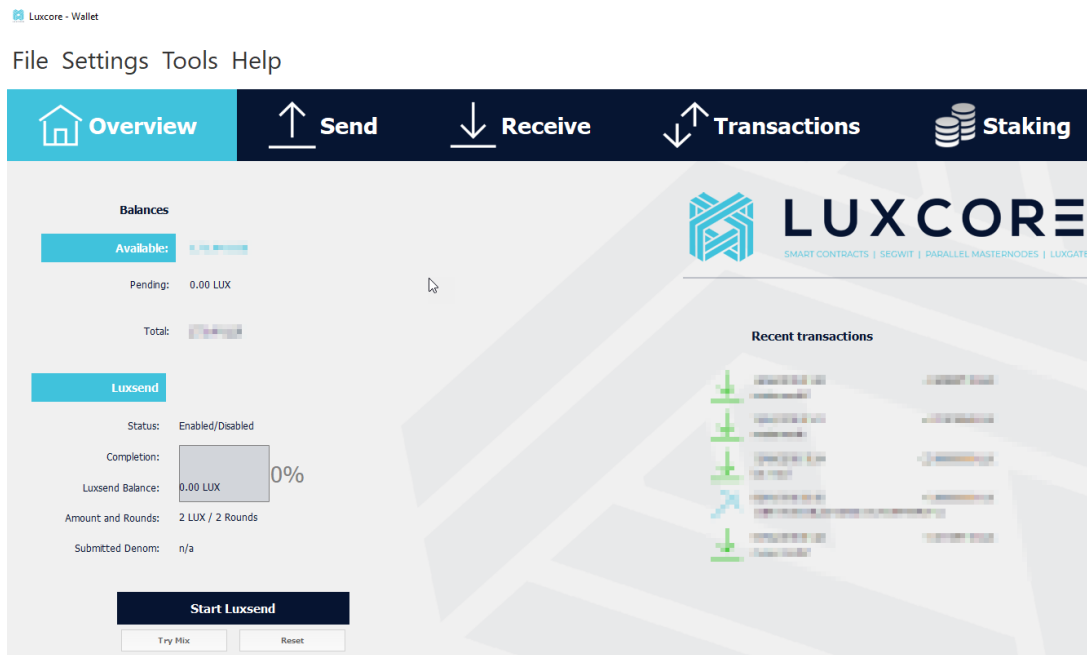 Luxcore - Wallet
File Settings Tools Help
Overview Send Receive Transactions Staking
Balances
Available:
Pending: 0.00 LUX
Total:
Luxsend
Status: Enabled/Disabled
Completion: 0%
Luxsend Balance: 0.00 LUX
Amount and Rounds: 2 LUX / 2 Rounds
Submitted Denom: n/a
Start Luxsend
Try Mix Reset
LUXCORE
SMART CONTRACTS | SEGWIT | PARALLEL MASTERNODES | LUXGATE
Recent transactions